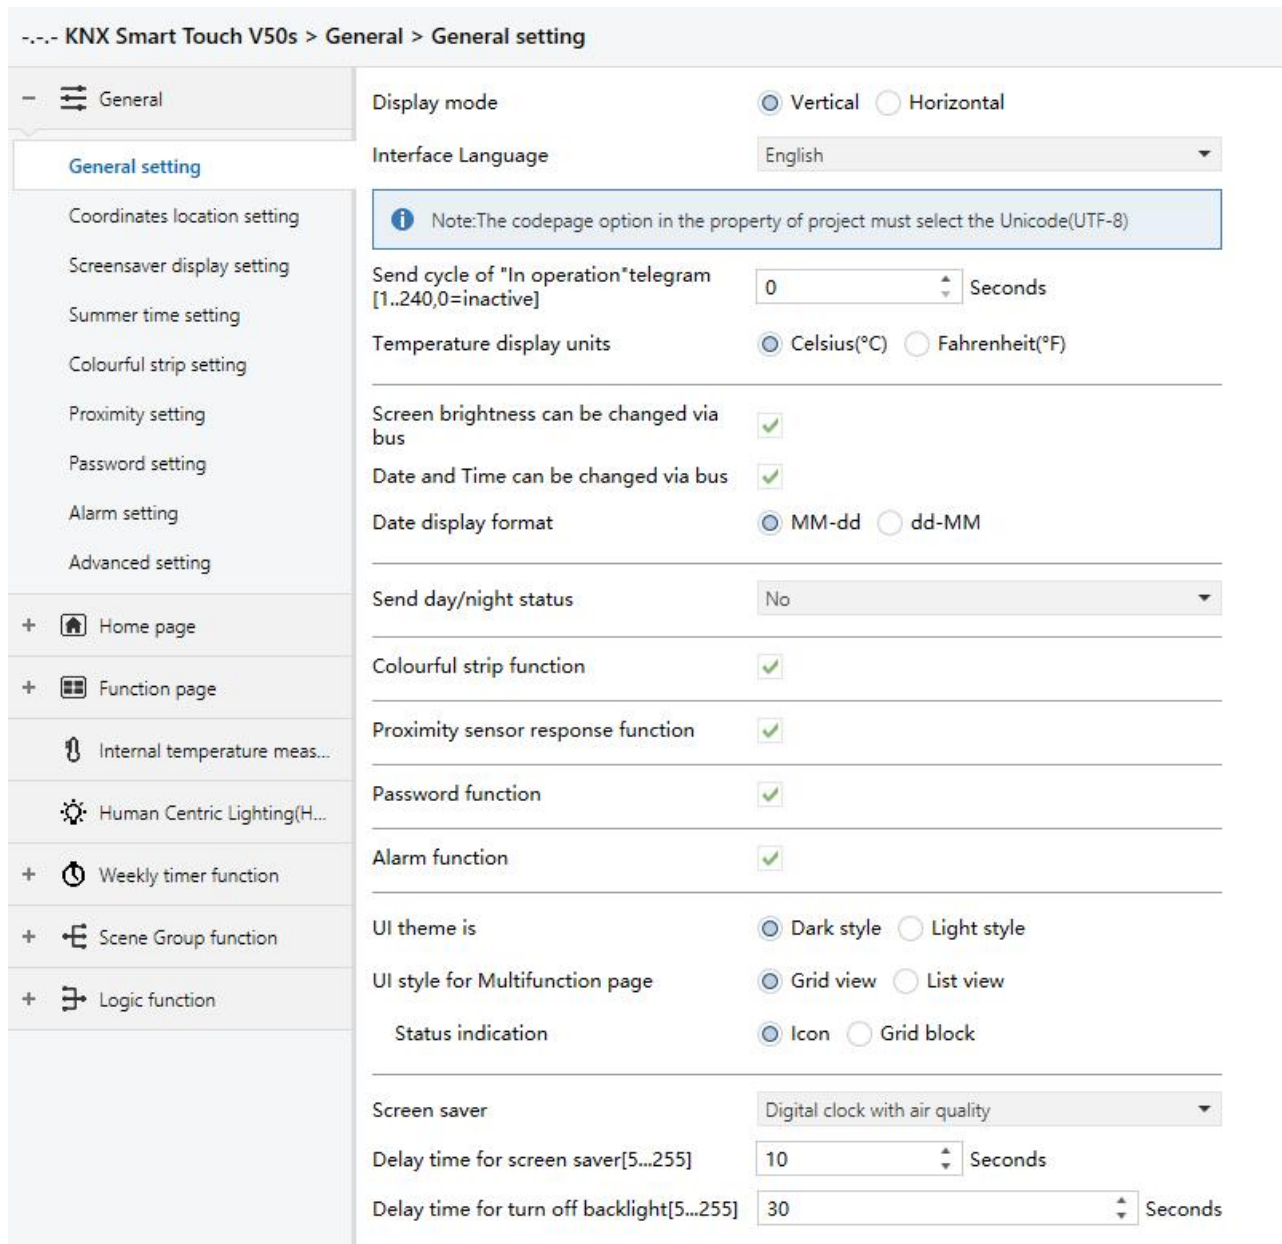 -.-.- KNX Smart Touch V50s > General > General setting
General
General setting
Coordinates location setting
Screensaver display setting
Summer time setting
Colourful strip setting
Proximity setting
Password setting
Alarm setting
Advanced setting
Home page
Function page
Internal temperature meas...
Human Centric Lighting(H...
Weekly timer function
Scene Group function
Logic function
Display mode Vertical Horizontal
Interface Language English
Note:The codepage option in the property of project must select the Unicode(UTF-8)
Send cycle of "In operation"telegram
[1..240,0=inactive] 0 Seconds
Temperature display units Celsius(°C) Fahrenheit(°F)
Screen brightness can be changed via
bus
Date and Time can be changed via bus
Date display format MM-dd dd-MM
Send day/night status No
Colourful strip function
Proximity sensor response function
Password function
Alarm function
UI theme is Dark style Light style
UI style for Multifunction page Grid view List view
Status indication Icon Grid block
Screen saver Digital clock with air quality
Delay time for screen saver[5...255] 10 Seconds
Delay time for turn off backlight[5...255] 30 Seconds